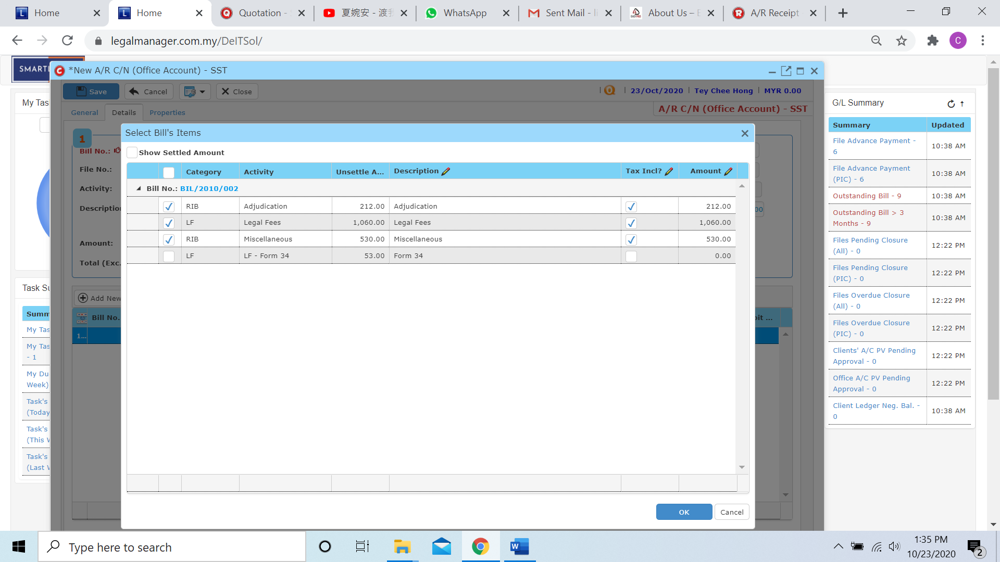 Home
Home
Quotation -
夏婉安 - 渡
WhatsApp
Sent Mail - li
About Us – E
A/R Receipt
legalmanager.com.my/DeITSol/
C
SMARTL
*New A/R C/N (Office Account) - SST
Save
Cancel
Close
23/Oct/2020
Tey Chee Hong
MYR 0.00
General
Details
Properties
A/R C/N (Office Account) - SST
My Tas
1
Bill No.:
File No.:
Activity:
Description
Amount:
Total (Exc.
00
Select Bill's Items
Show Settled Amount
Category
Activity
Unsettle A...
Description
Tax Incl?
Amount
Bill No.: BIL/2010/002
RIB Adjudication 212.00 Adjudication 212.00
LF Legal Fees 1,060.00 Legal Fees 1,060.00
RIB Miscellaneous 530.00 Miscellaneous 530.00
LF LF - Form 34 53.00 Form 34 0.00
OK
Cancel
Add New
Bill No.
1...
bit ...
Task Su
Summ
My Tas
My Tas
- 1
My Du
Week)
Task's
(Today
Task's
(This W
Task's
(Last W
G/L Summary
Summary Updated
File Advance Payment -
6
10:38 AM
File Advance Payment
(PIC) - 6
10:38 AM
Outstanding Bill - 9 10:38 AM
Outstanding Bill > 3
Months - 9
10:38 AM
Files Pending Closure
(All) - 0
12:22 PM
Files Pending Closure
(PIC) - 0
12:22 PM
Files Overdue Closure
(All) - 0
12:22 PM
Files Overdue Closure
(PIC) - 0
12:22 PM
Clients' A/C PV Pending
Approval - 0
12:22 PM
Office A/C PV Pending
Approval - 0
12:22 PM
Client Ledger Neg. Bal. -
0
10:38 AM
Type here to search
1:35 PM
10/23/2020
2